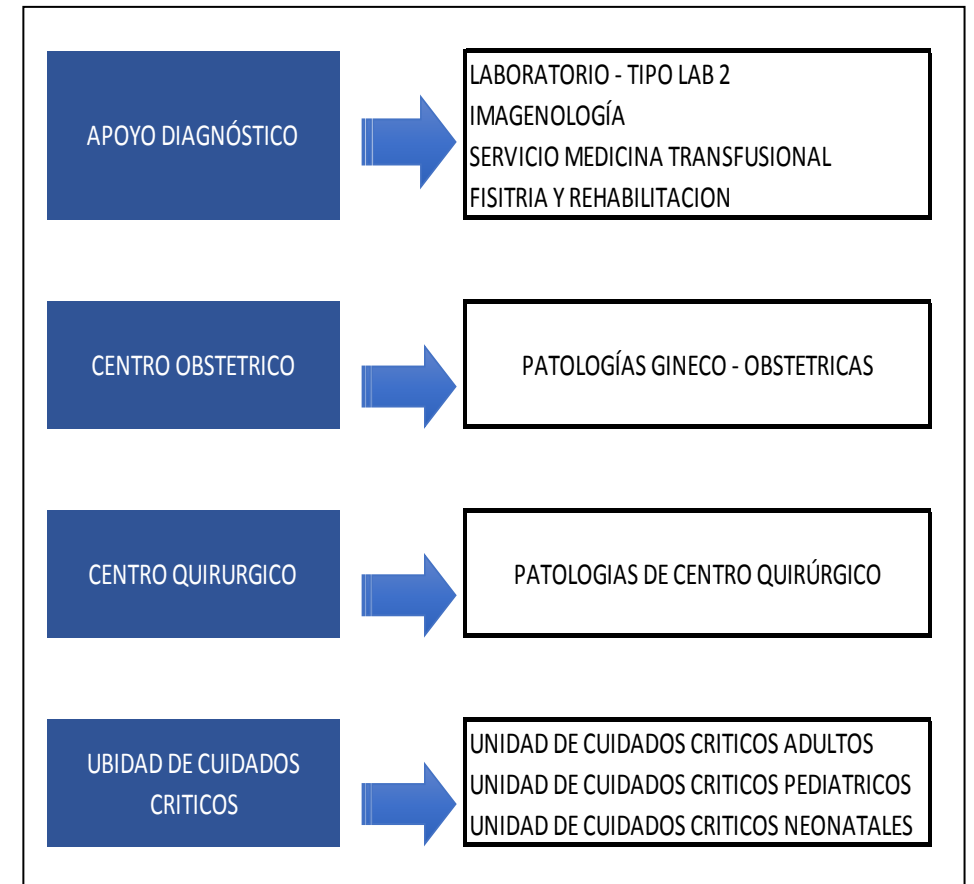 APOYO DIAGNÓSTICO
LABORATORIO - TIPO LAB 2
IMAGENOLOGÍA
SERVICIO MEDICINA TRANSFUSIONAL
FISITRIA Y REHABILITACION
CENTRO OBSTETRICO
PATOLOGÍAS GINECO - OBSTETRICAS
CENTRO QUIRURGICO
PATOLOGIAS DE CENTRO QUIRÚRGICO
UBIDAD DE CUIDADOS
CRITICOS
UNIDAD DE CUIDADOS CRITICOS ADULTOS
UNIDAD DE CUIDADOS CRITICOS PEDIATRICOS
UNIDAD DE CUIDADOS CRITICOS NEONATALES